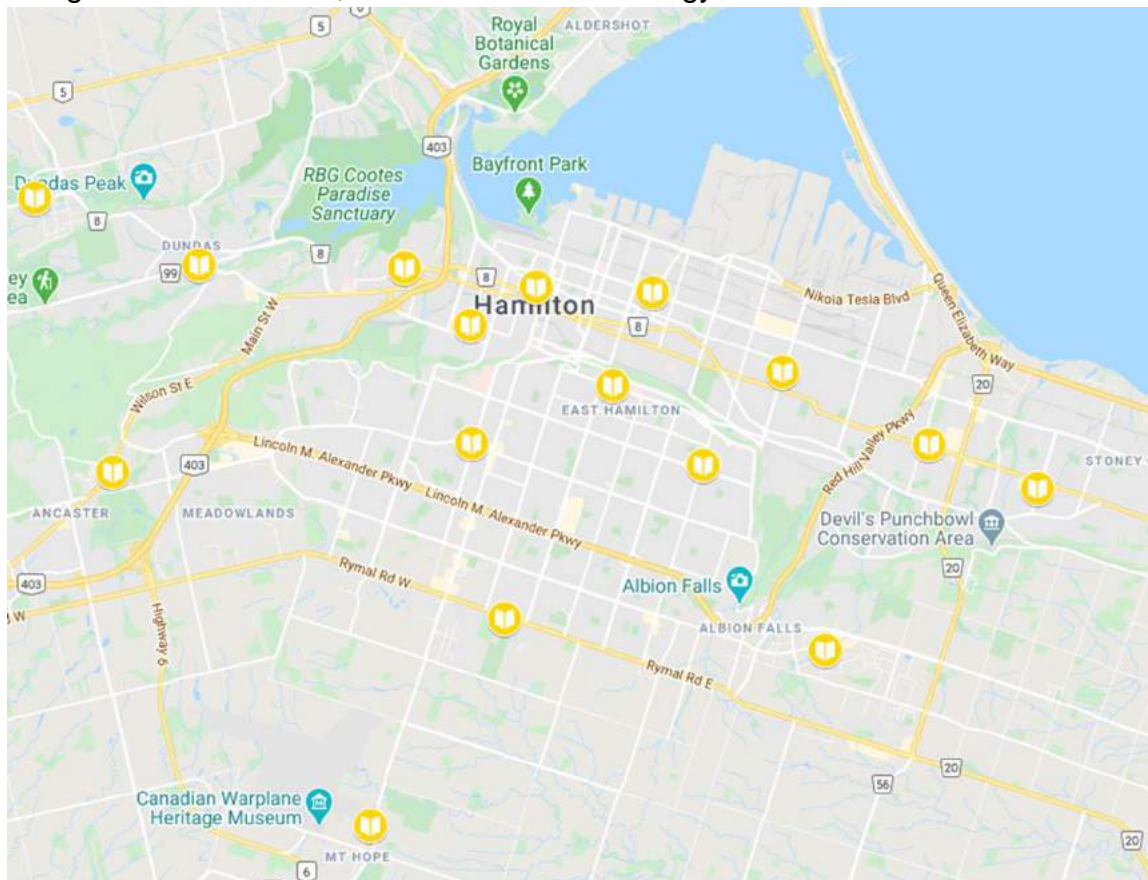 5
6
Royal
Botanical
Gardens
ALDERSHOT
5
403
Bayfront Park
Dundas Peak
RBG Cootes
Paradise
Sanctuary
8
DUNDAS
8
99
8
Hamilton
Nikola Tesla Blvd
8
Queen Elizabeth Way
Main St W
20
Wilson St E
EAST HAMILTON
Red Hill Valley Pkwy
Lincoln M. Alexander Pkwy
Lincoln M. Alexander Pkwy
403
STONEY
ANCASTER
MEADOWLANDS
Devil's Punchbowl
Conservation Area
403
Rymal Rd W
20
Albion Falls
Highway 6
ALBION FALLS
Rymal Rd E
20
56
Canadian Warplane
Heritage Museum
20
MT HOPE
6